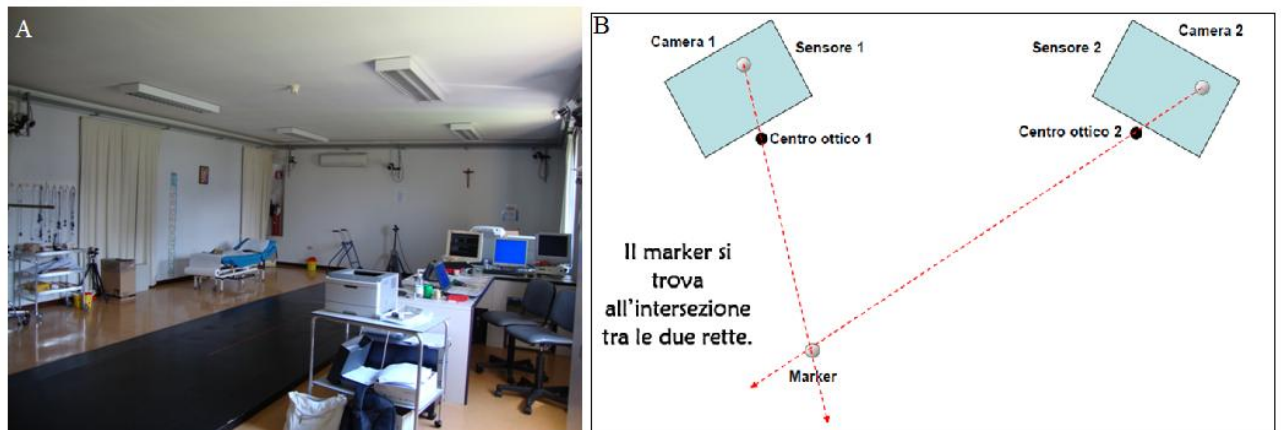 A
B
Camera 1
Sensore 1
Sensore 2
Camera 2
Centro ottico 1
Centro ottico 2
Il marker si
trova
all'intersezione
tra le due rette.
Marker